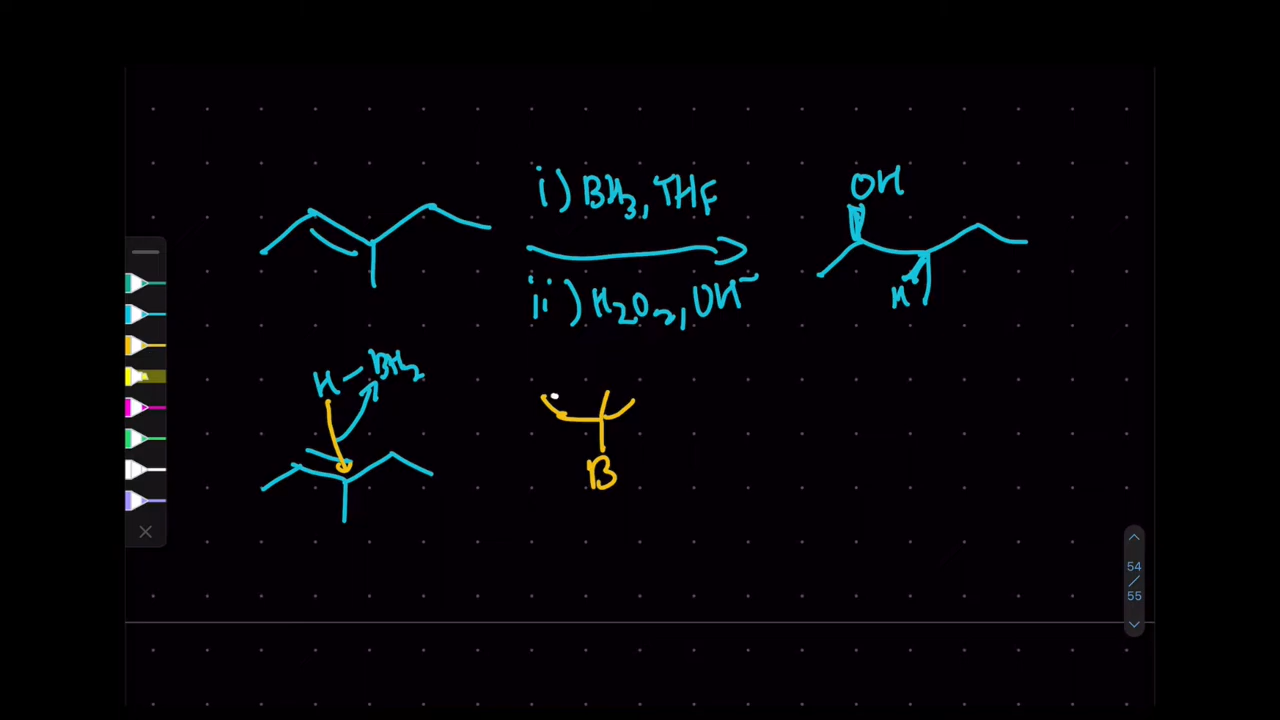 i) BH3, THF
OH
ii) H2O2, OH-
H
H-BH2
B
54
/
55